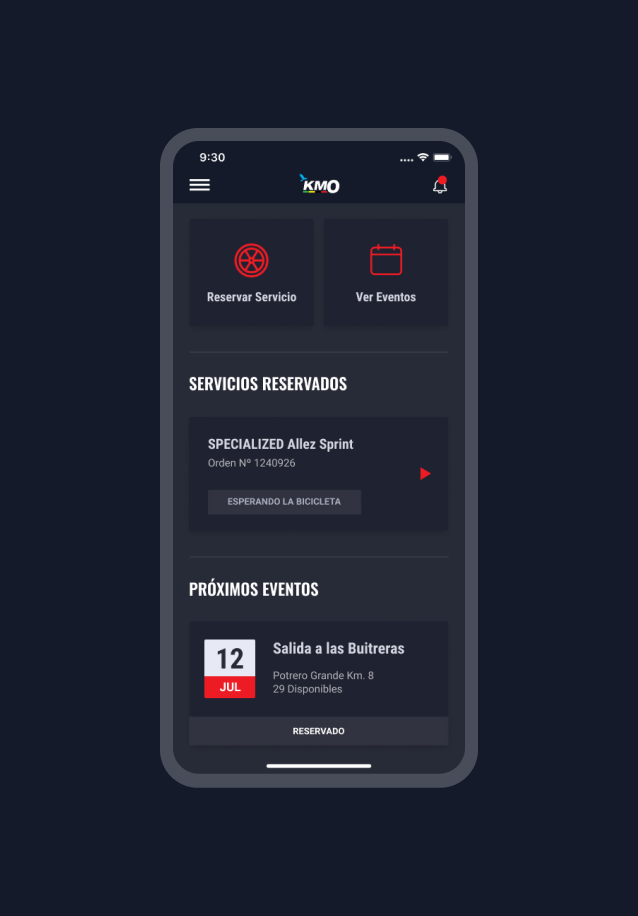 9:30
KMO
Reservar Servicio
Ver Eventos
SERVICIOS RESERVADOS
SPECIALIZED Allez Sprint
Orden Nº 1240926
ESPERANDO LA BICICLETA
PRÓXIMOS EVENTOS
12
JUL
Salida a las Buitreras
Potrero Grande Km. 8
29 Disponibles
RESERVADO